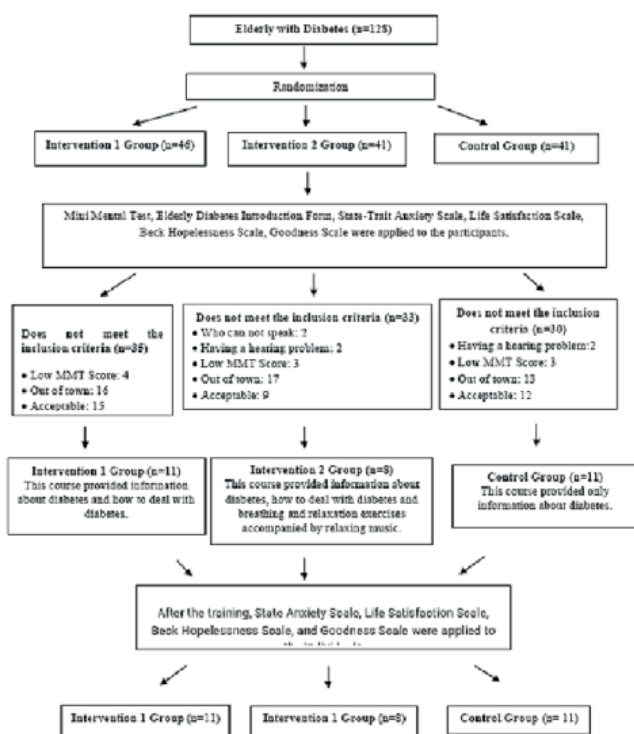 Elderly with Diabetes (n=128)
Randomization
Intervention 1 Group (n=46)
Intervention 2 Group (n=41)
Control Group (n=41)
Mini Mental Test, Elderly Diabetes Introduction Form, State-Trait Anxiety Scale, Life Satisfaction Scale,
Beck Hopelessness Scale, Goodness Scale were applied to the participants.
Does not meet the
inclusion criteria (n=35)
• Low MMT Score: 4
• Out of town: 16
• Acceptable: 15
Does not meet the inclusion criteria (n=33)
• Who can not speak: 2
• Having a hearing problem: 2
• Low MMT Score: 3
• Out of town: 17
• Acceptable: 9
Does not meet the inclusion
criteria (n=30)
• Having a hearing problem:2
• Low MMT Score: 3
• Out of town: 13
• Acceptable: 12
Intervention 1 Group (n=11)
This course provided information
about diabetes and how to deal with
diabetes.
Intervention 2 Group (n=8)
This course provided information about
diabetes, how to deal with diabetes and
breathing and relaxation exercises
accompanied by relaxing music.
Control Group (n=11)
This course provided only
information about diabetes.
After the training, State Anxiety Scale, Life Satisfaction Scale,
Beck Hopelessness Scale, and Goodness Scale were applied to
Intervention 1 Group (n=11)
Intervention 1 Group (n=8)
Control Group (n= 11)